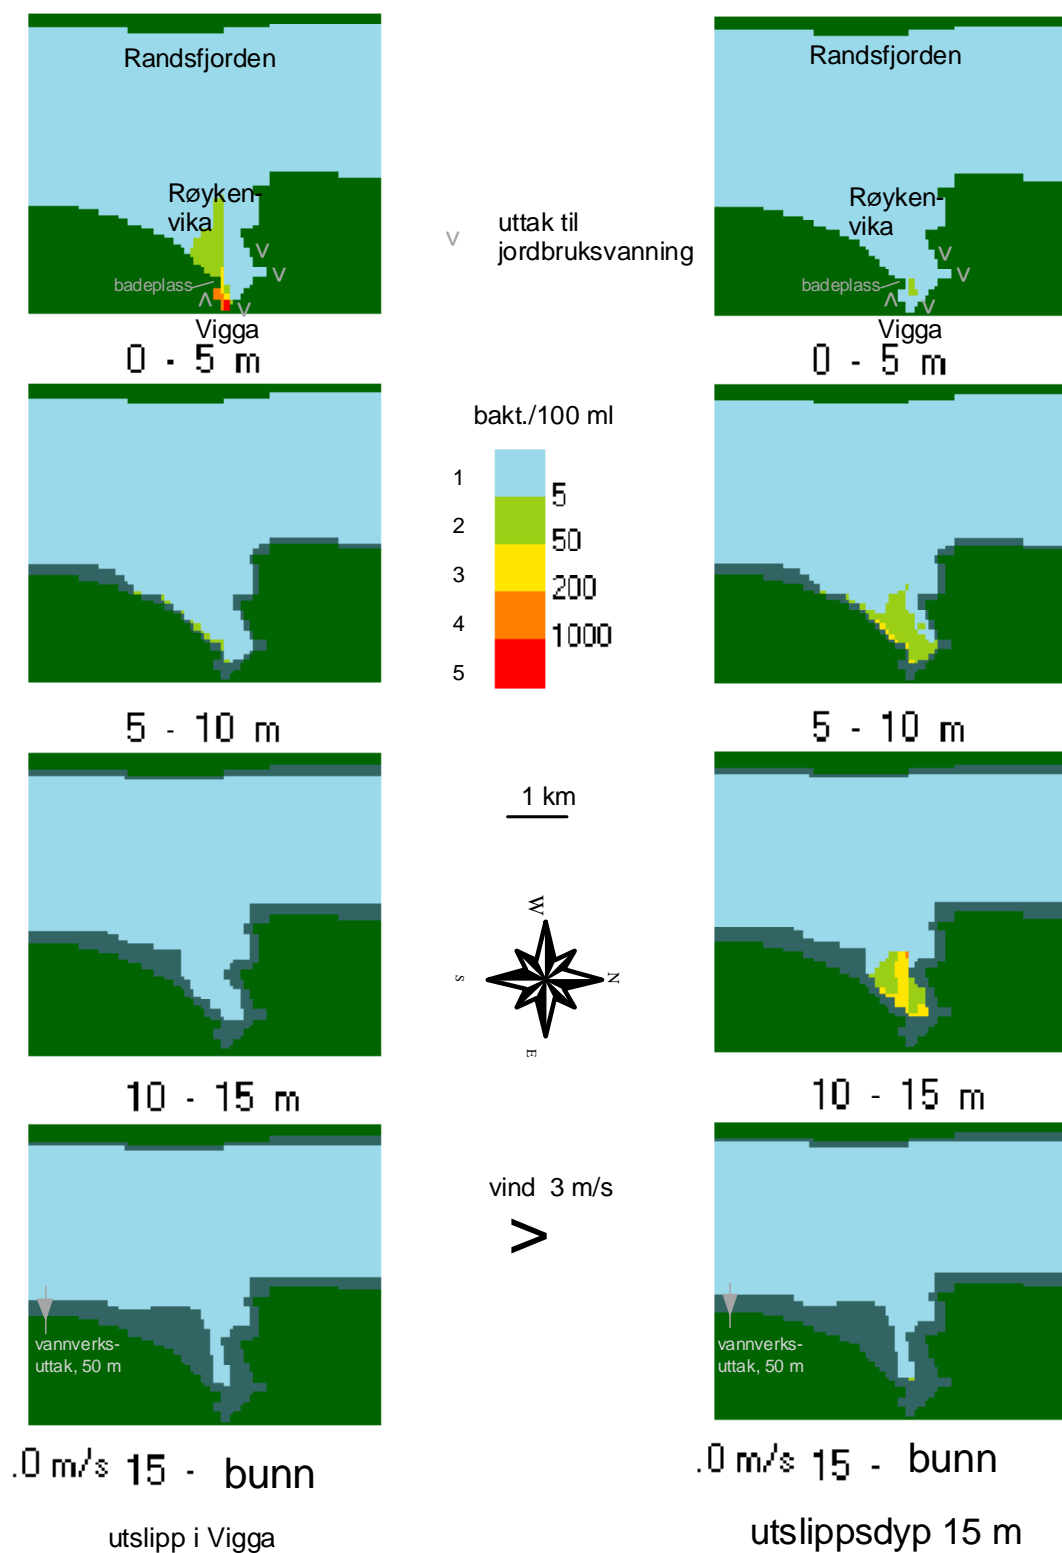 Randsfjorden
Røyken-
vika
badeplass
Vigga
0 - 5 m
5 - 10 m
10 - 15 m
vannverks-
uttak, 50 m
.0 m/s 15 - bunn
utslipp i Vigga
v uttak til
jordbruksvanning
bakt./100 ml
1
5
2
50
3
200
4
1000
5
1 km
W
S
N
E
vind 3 m/s
>
Randsfjorden
Røyken-
vika
badeplass
Vigga
0 - 5 m
5 - 10 m
10 - 15 m
vannverks-
uttak, 50 m
.0 m/s 15 - bunn
utslippsdyp 15 m